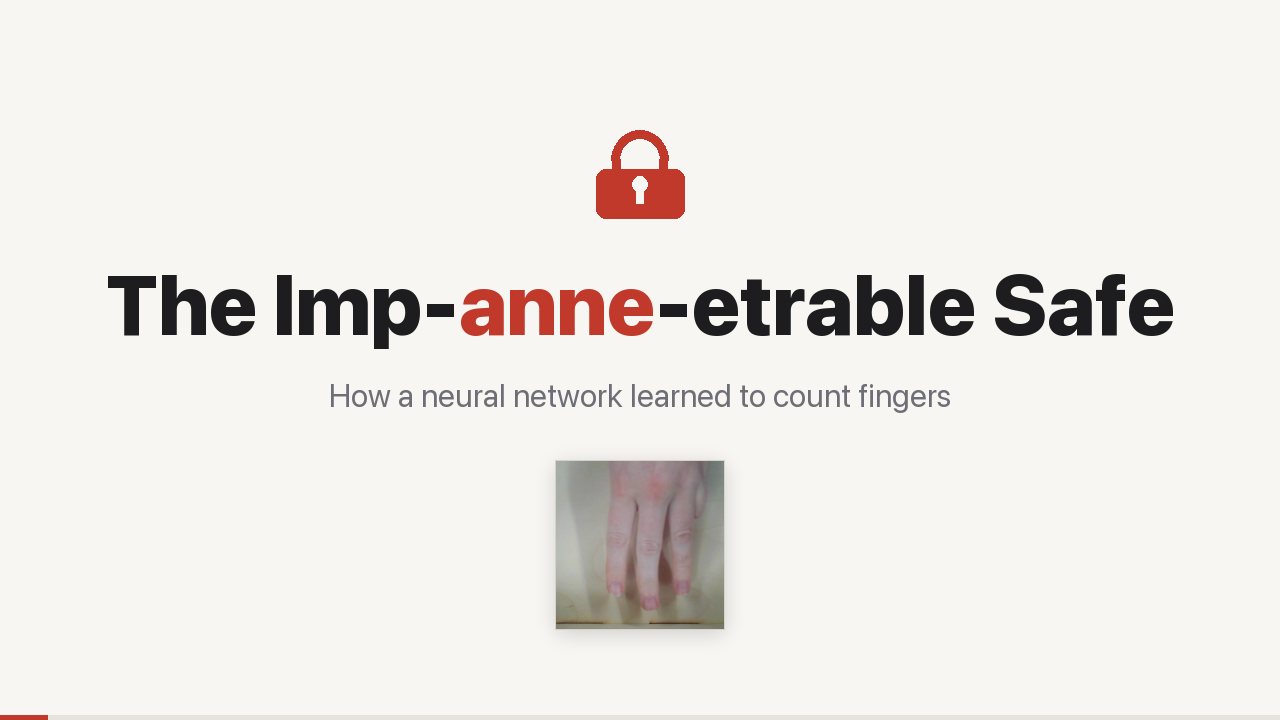 The Imp-anne-etrable Safe
How a neural network learned to count fingers